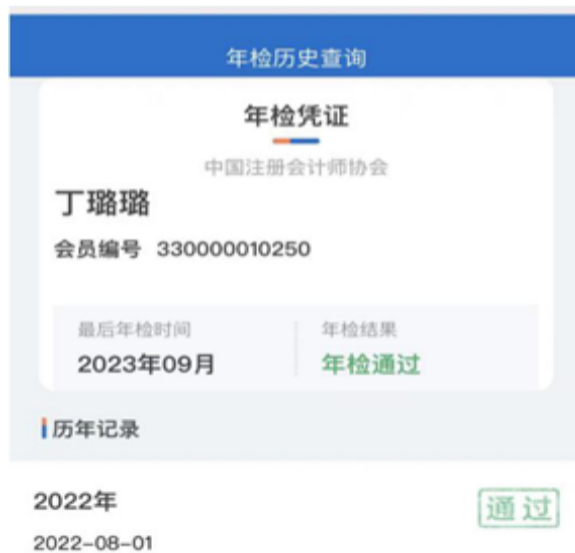 年检历史查询
年检凭证
中国注册会计师协会
丁璐璐
会员编号 330000010250
最后年检时间 年检结果
2023年09月 年检通过
历年记录
2022年 通过
2022-08-01